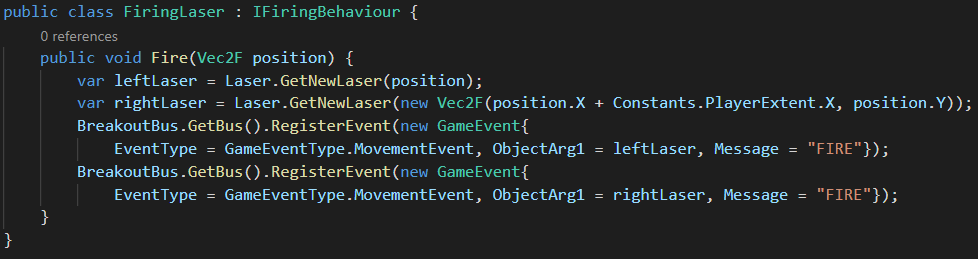 public class FiringLaser : IFiringBehaviour {
0 references
public void Fire(Vec2F position) {
var leftLaser = Laser.GetNewLaser(position);
var rightLaser = Laser.GetNewLaser(new Vec2F(position.X + Constants.PlayerExtent.X, position.Y));
BreakoutBus.GetBus().RegisterEvent(new GameEvent{
EventType = GameEventType.MovementEvent, ObjectArg1 = leftLaser, Message = "FIRE"});
BreakoutBus.GetBus().RegisterEvent(new GameEvent{
EventType = GameEventType.MovementEvent, ObjectArg1 = rightLaser, Message = "FIRE"});
}
}